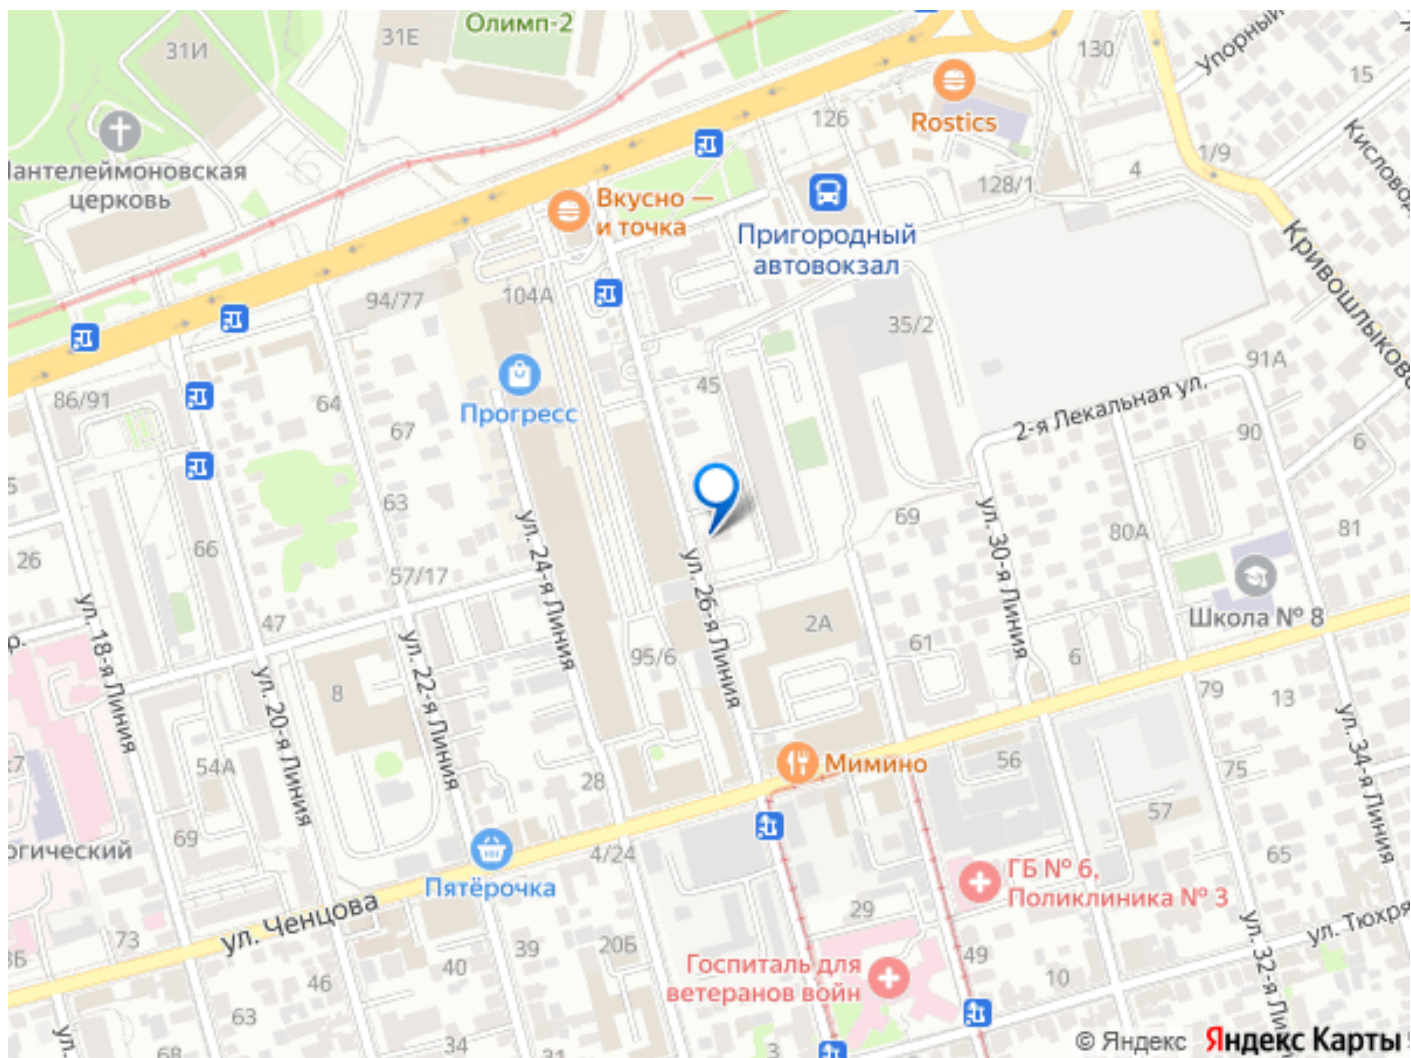 Олимп-2
31И
31Е
130
Упорный
15
Rostics
126
1/9
Кисловод
4
128/1
Пантелеймоновская
церковь
Вкусно —
и точка
Пригородный
автовокзал
Кривошлыково
94/77
104А
35/2
91А
86/91
64
Прогресс
45
2-я Лекальная ул.
67
90
6
63
66
69
80А
81
26
57/17
ул. 24-я Линия
ул. 26-я Линия
ул. 30-я Линия
Школа № 8
47
2А
61
95/6
6
ул. 18-я Линия
ул. 20-я Линия
ул. 22-я Линия
8
79
13
ул. 34-я Линия
54А
28
Мимино
56
75
57
69
огический
4/24
65
Пятёрочка
ГБ № 6,
Поликлиника № 3
ул. Ченцова
73
29
ул. Тюхря
ул. 32-я Ли
39
20Б
40
46
49
10
Госпиталь для
ветеранов войн
63
ул.
68
34
31
3
© Яндекс
Яндекс Карты